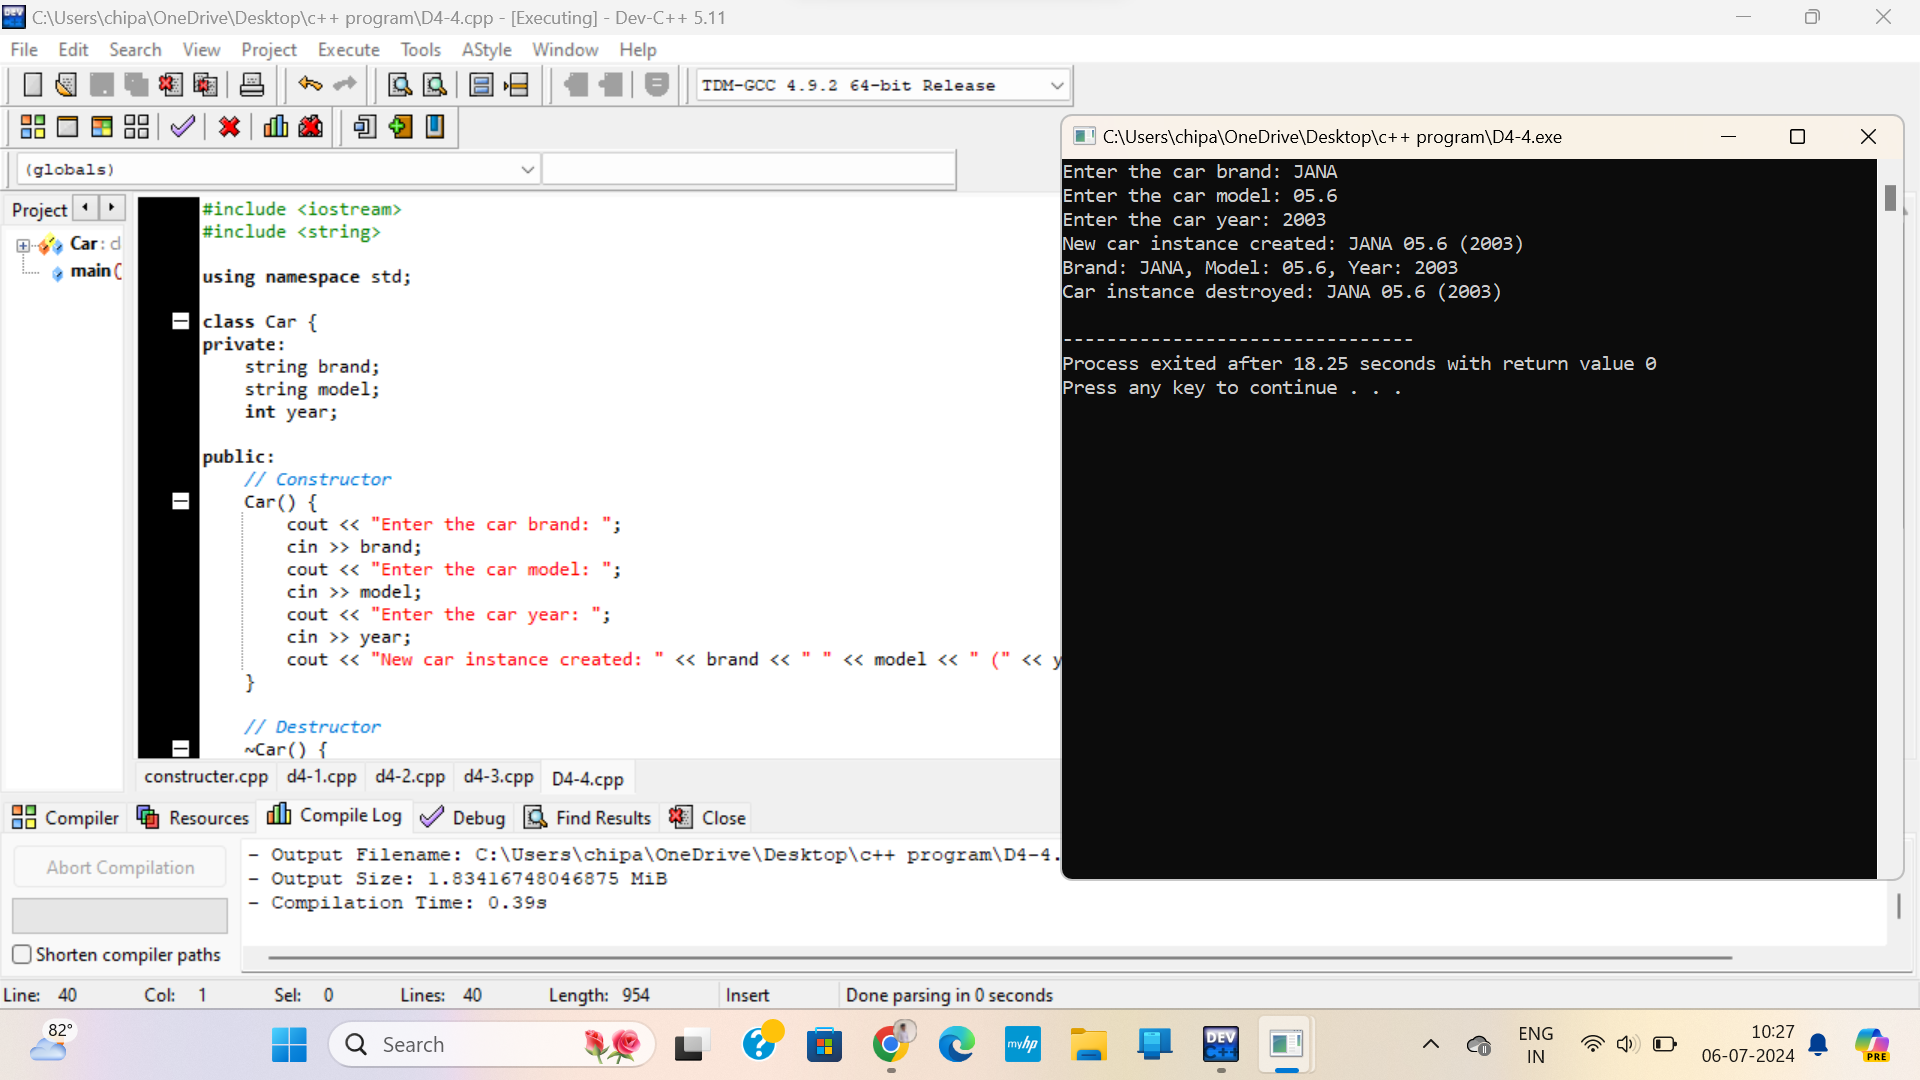 C:\Users\chipa\OneDrive\Desktop\c++ program\D4-4.cpp - [Executing] - Dev-C++ 5.11
File Edit Search View Project Execute Tools AStyle Window Help
TDM-GCC 4.9.2 64-bit Release
(globals)
Project
Car : c
main (
#include <iostream>
#include <string>
using namespace std;
class Car {
private:
string brand;
string model;
int year;
public:
// Constructor
Car() {
cout << "Enter the car brand: ";
cin >> brand;
cout << "Enter the car model: ";
cin >> model;
cout << "Enter the car year: ";
cin >> year;
cout << "New car instance created: " << brand << " " << model << " (" << y
}
// Destructor
~Car() {
constructer.cpp d4-1.cpp d4-2.cpp d4-3.cpp D4-4.cpp
C:\Users\chipa\OneDrive\Desktop\c++ program\D4-4.exe
Enter the car brand: JANA
Enter the car model: 05.6
Enter the car year: 2003
New car instance created: JANA 05.6 (2003)
Brand: JANA, Model: 05.6, Year: 2003
Car instance destroyed: JANA 05.6 (2003)
--------------------------------
Process exited after 18.25 seconds with return value 0
Press any key to continue . . .
Compiler Resources Compile Log Debug Find Results Close
Abort Compilation
Shorten compiler paths
- Output Filename: C:\Users\chipa\OneDrive\Desktop\c++ program\D4-4.
- Output Size: 1.83416748046875 MiB
- Compilation Time: 0.39s
Line: 40 Col: 1 Sel: 0 Lines: 40 Length: 954 Insert Done parsing in 0 seconds
82°
Search
myhp
DEV C++
ENG
IN
10:27
06-07-2024
PRE